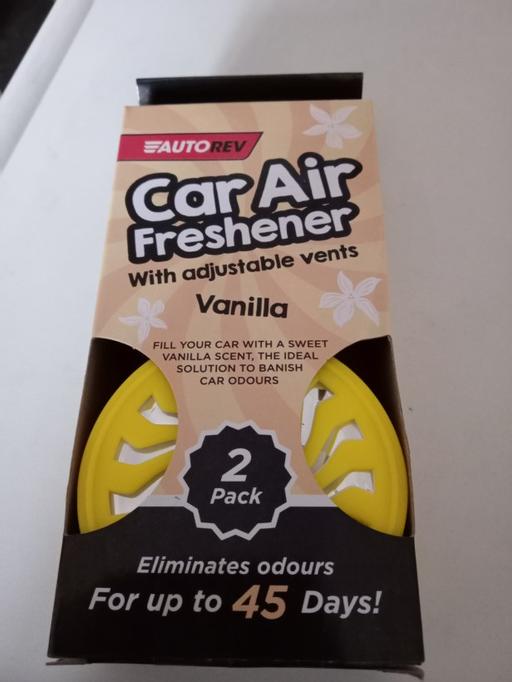 AUTOREV
Car Air
Freshener
With adjustable vents
Vanilla
FILL YOUR CAR WITH A SWEET
VANILLA SCENT, THE IDEAL
SOLUTION TO BANISH
CAR ODOURS
2
Pack
Eliminates odours
For up to 45 Days!